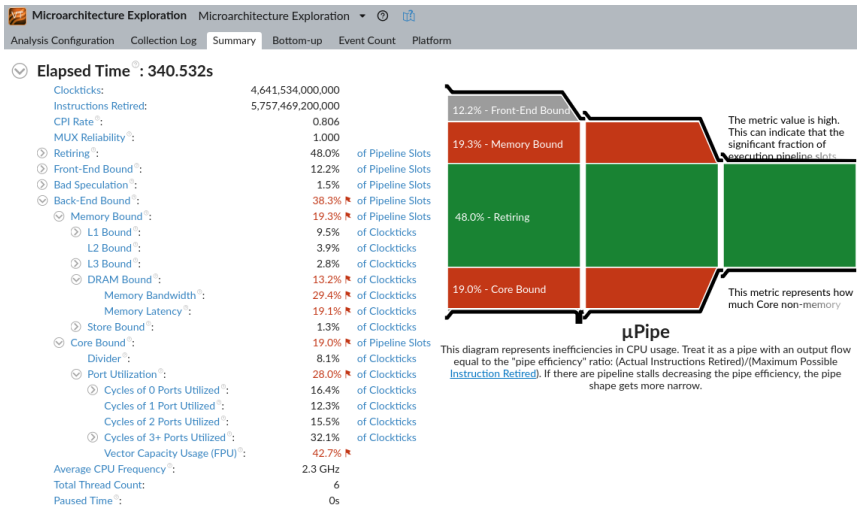 Microarchitecture Exploration Microarchitecture Exploration
Analysis Configuration Collection Log Summary Bottom-up Event Count Platform
Elapsed Time: 340.532s
Clockticks: 4,641,534,000,000
Instructions Retired: 5,757,469,200,000
CPI Rate: 0.806
MUX Reliability: 1.000
Retiring: 48.0% of Pipeline Slots
Front-End Bound: 12.2% of Pipeline Slots
Bad Speculation: 1.5% of Pipeline Slots
Back-End Bound: 38.3% of Pipeline Slots
Memory Bound: 19.3% of Pipeline Slots
L1 Bound: 9.5% of Clockticks
L2 Bound: 3.9% of Clockticks
L3 Bound: 2.8% of Clockticks
DRAM Bound: 13.2% of Clockticks
Memory Bandwidth: 29.4% of Clockticks
Memory Latency: 19.1% of Clockticks
Store Bound: 1.3% of Clockticks
Core Bound: 19.0% of Pipeline Slots
Divider: 8.1% of Clockticks
Port Utilization: 28.0% of Clockticks
Cycles of 0 Ports Utilized: 16.4% of Clockticks
Cycles of 1 Port Utilized: 12.3% of Clockticks
Cycles of 2 Ports Utilized: 15.5% of Clockticks
Cycles of 3+ Ports Utilized: 32.1% of Clockticks
Vector Capacity Usage (FPU): 42.7%
Average CPU Frequency: 2.3 GHz
Total Thread Count: 6
Paused Time: 0s
12.2% - Front-End Bound
19.3% - Memory Bound
48.0% - Retiring
19.0% - Core Bound
The metric value is high.
This can indicate that the
significant fraction of
execution pipeline slots
This metric represents how
much Core non-memory
µPipe
This diagram represents inefficiencies in CPU usage. Treat it as a pipe with an output flow
equal to the "pipe efficiency" ratio: (Actual Instructions Retired)/(Maximum Possible
Instruction Retired). If there are pipeline stalls decreasing the pipe efficiency, the pipe
shape gets more narrow.